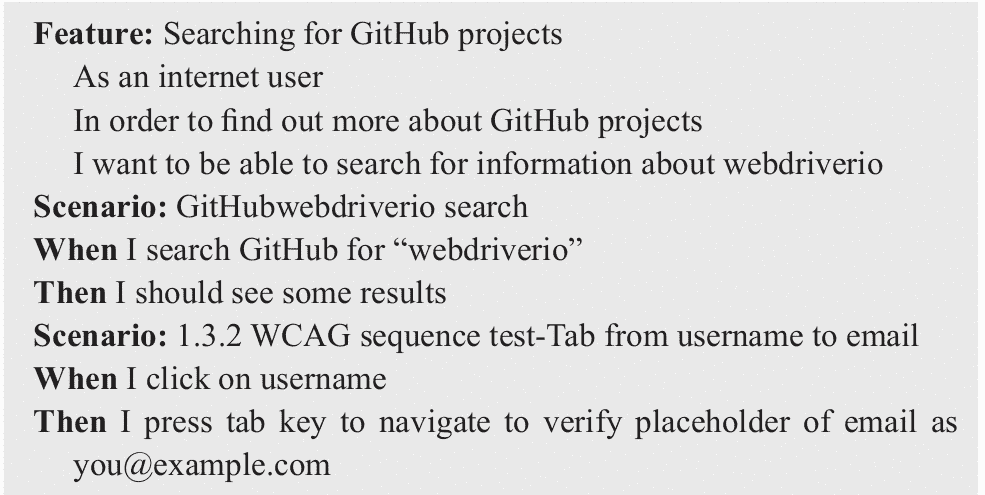 Feature: Searching for GitHub projects
As an internet user
In order to find out more about GitHub projects
I want to be able to search for information about webdriverio
Scenario: GitHubwebdriverio search
When I search GitHub for “webdriverio”
Then I should see some results
Scenario: 1.3.2 WCAG sequence test-Tab from username to email
When I click on username
Then I press tab key to navigate to verify placeholder of email as
you@example.com